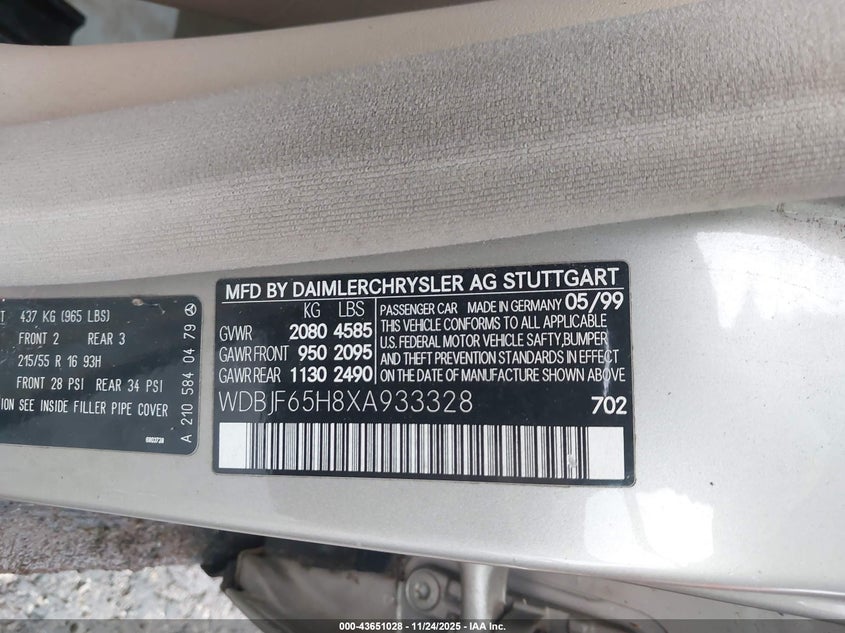 T 437 KG (965 LBS)
FRONT 2 REAR 3
215/55 R 16 93H
FRONT 28 PSI REAR 34 PSI
ION SEE INSIDE FILLER PIPE COVER
6803738
A 210 584 04 79
MFD BY DAIMLERCHRYSLER AG STUTTGART
KG LBS
GVWR 2080 4585
GAWR FRONT 950 2095
GAWR REAR 1130 2490
PASSENGER CAR MADE IN GERMANY 05/99
THIS VEHICLE CONFORMS TO ALL APPLICABLE
U.S. FEDERAL MOTOR VEHICLE SAFTY,BUMPER
AND THEFT PREVENTION STANDARDS IN EFFECT
ON THE DATE OF MANUFACTURE SHOWN ABOVE
WDBJF65H8XA933328
702
000-43651028 - 11/24/2025 - IAA Inc.